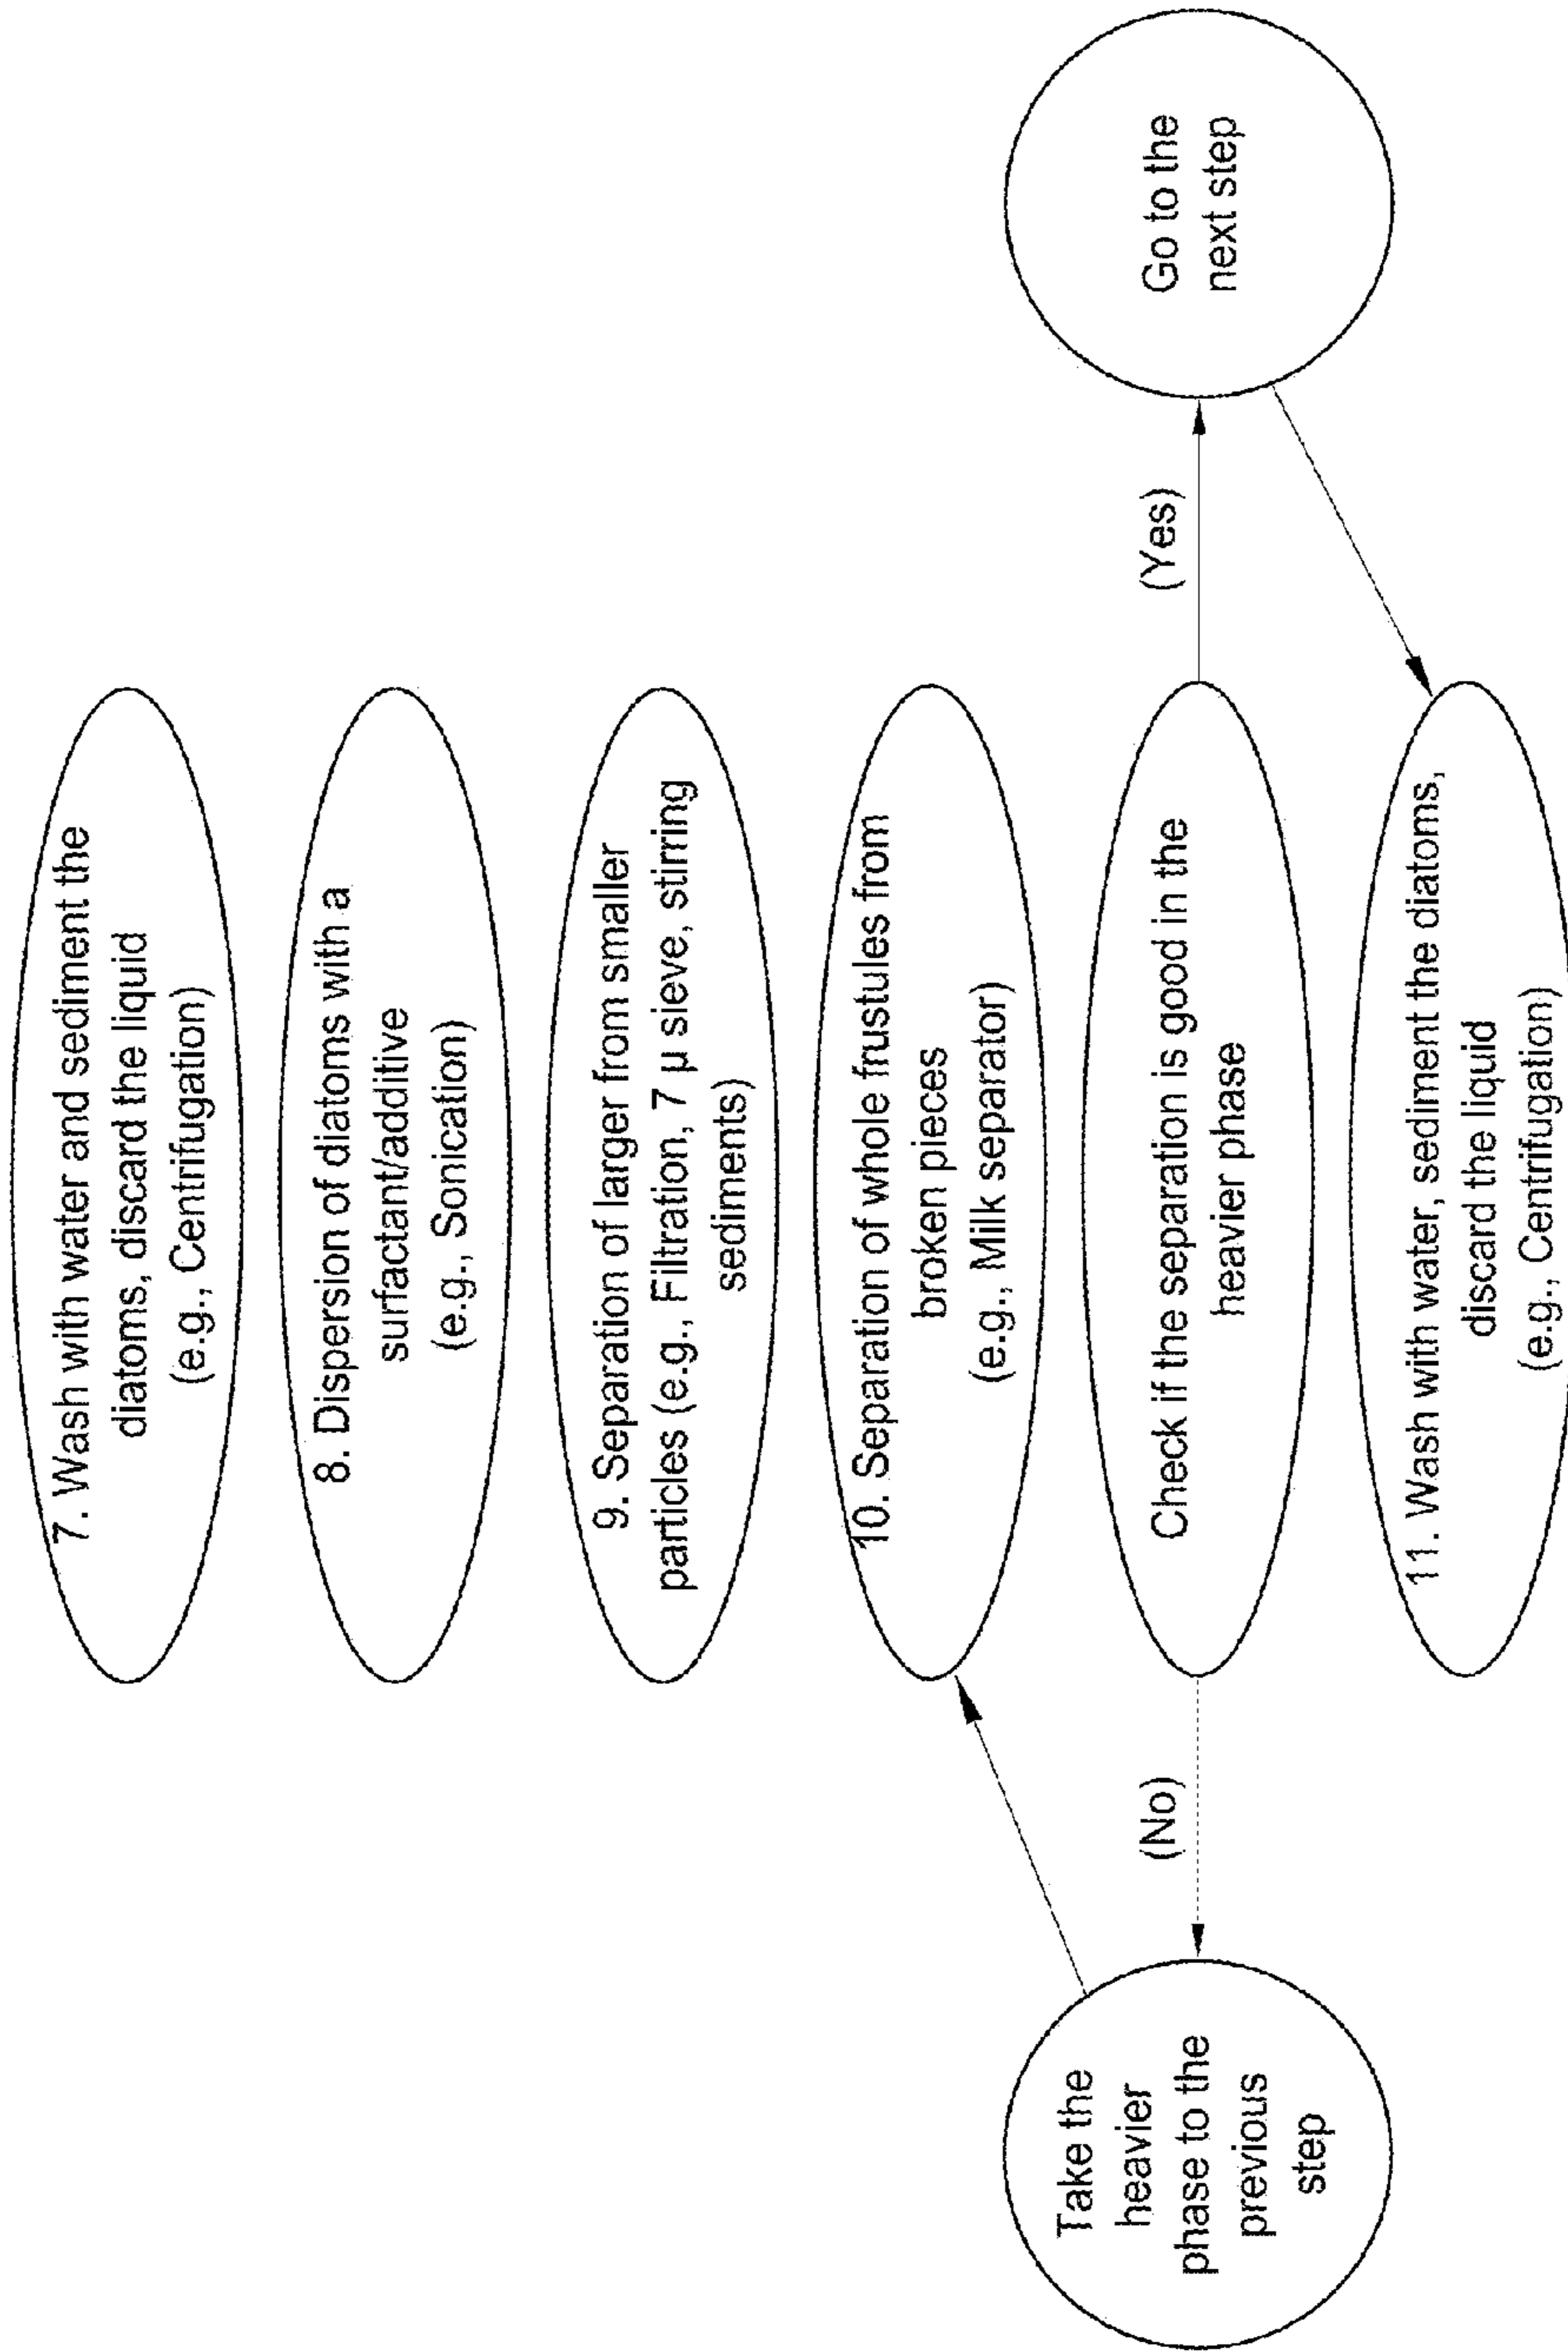 7. Wash with water and sediment the
diatoms, discard the liquid
(e.g., Centrifugation)
8. Dispersion of diatoms with a
surfactant/additive
(e.g., Sonication)
9. Separation of larger from smaller
particles (e.g., Filtration, 7 µ sieve, stirring
sediments)
10. Separation of whole frustules from
broken pieces
(e.g., Milk separator)
Take the
heavier
phase to the
previous
step
(No)
Check if the separation is good in the
heavier phase
(Yes)
Go to the
next step
11. Wash with water, sediment the diatoms,
discard the liquid
(e.g., Centrifugation)